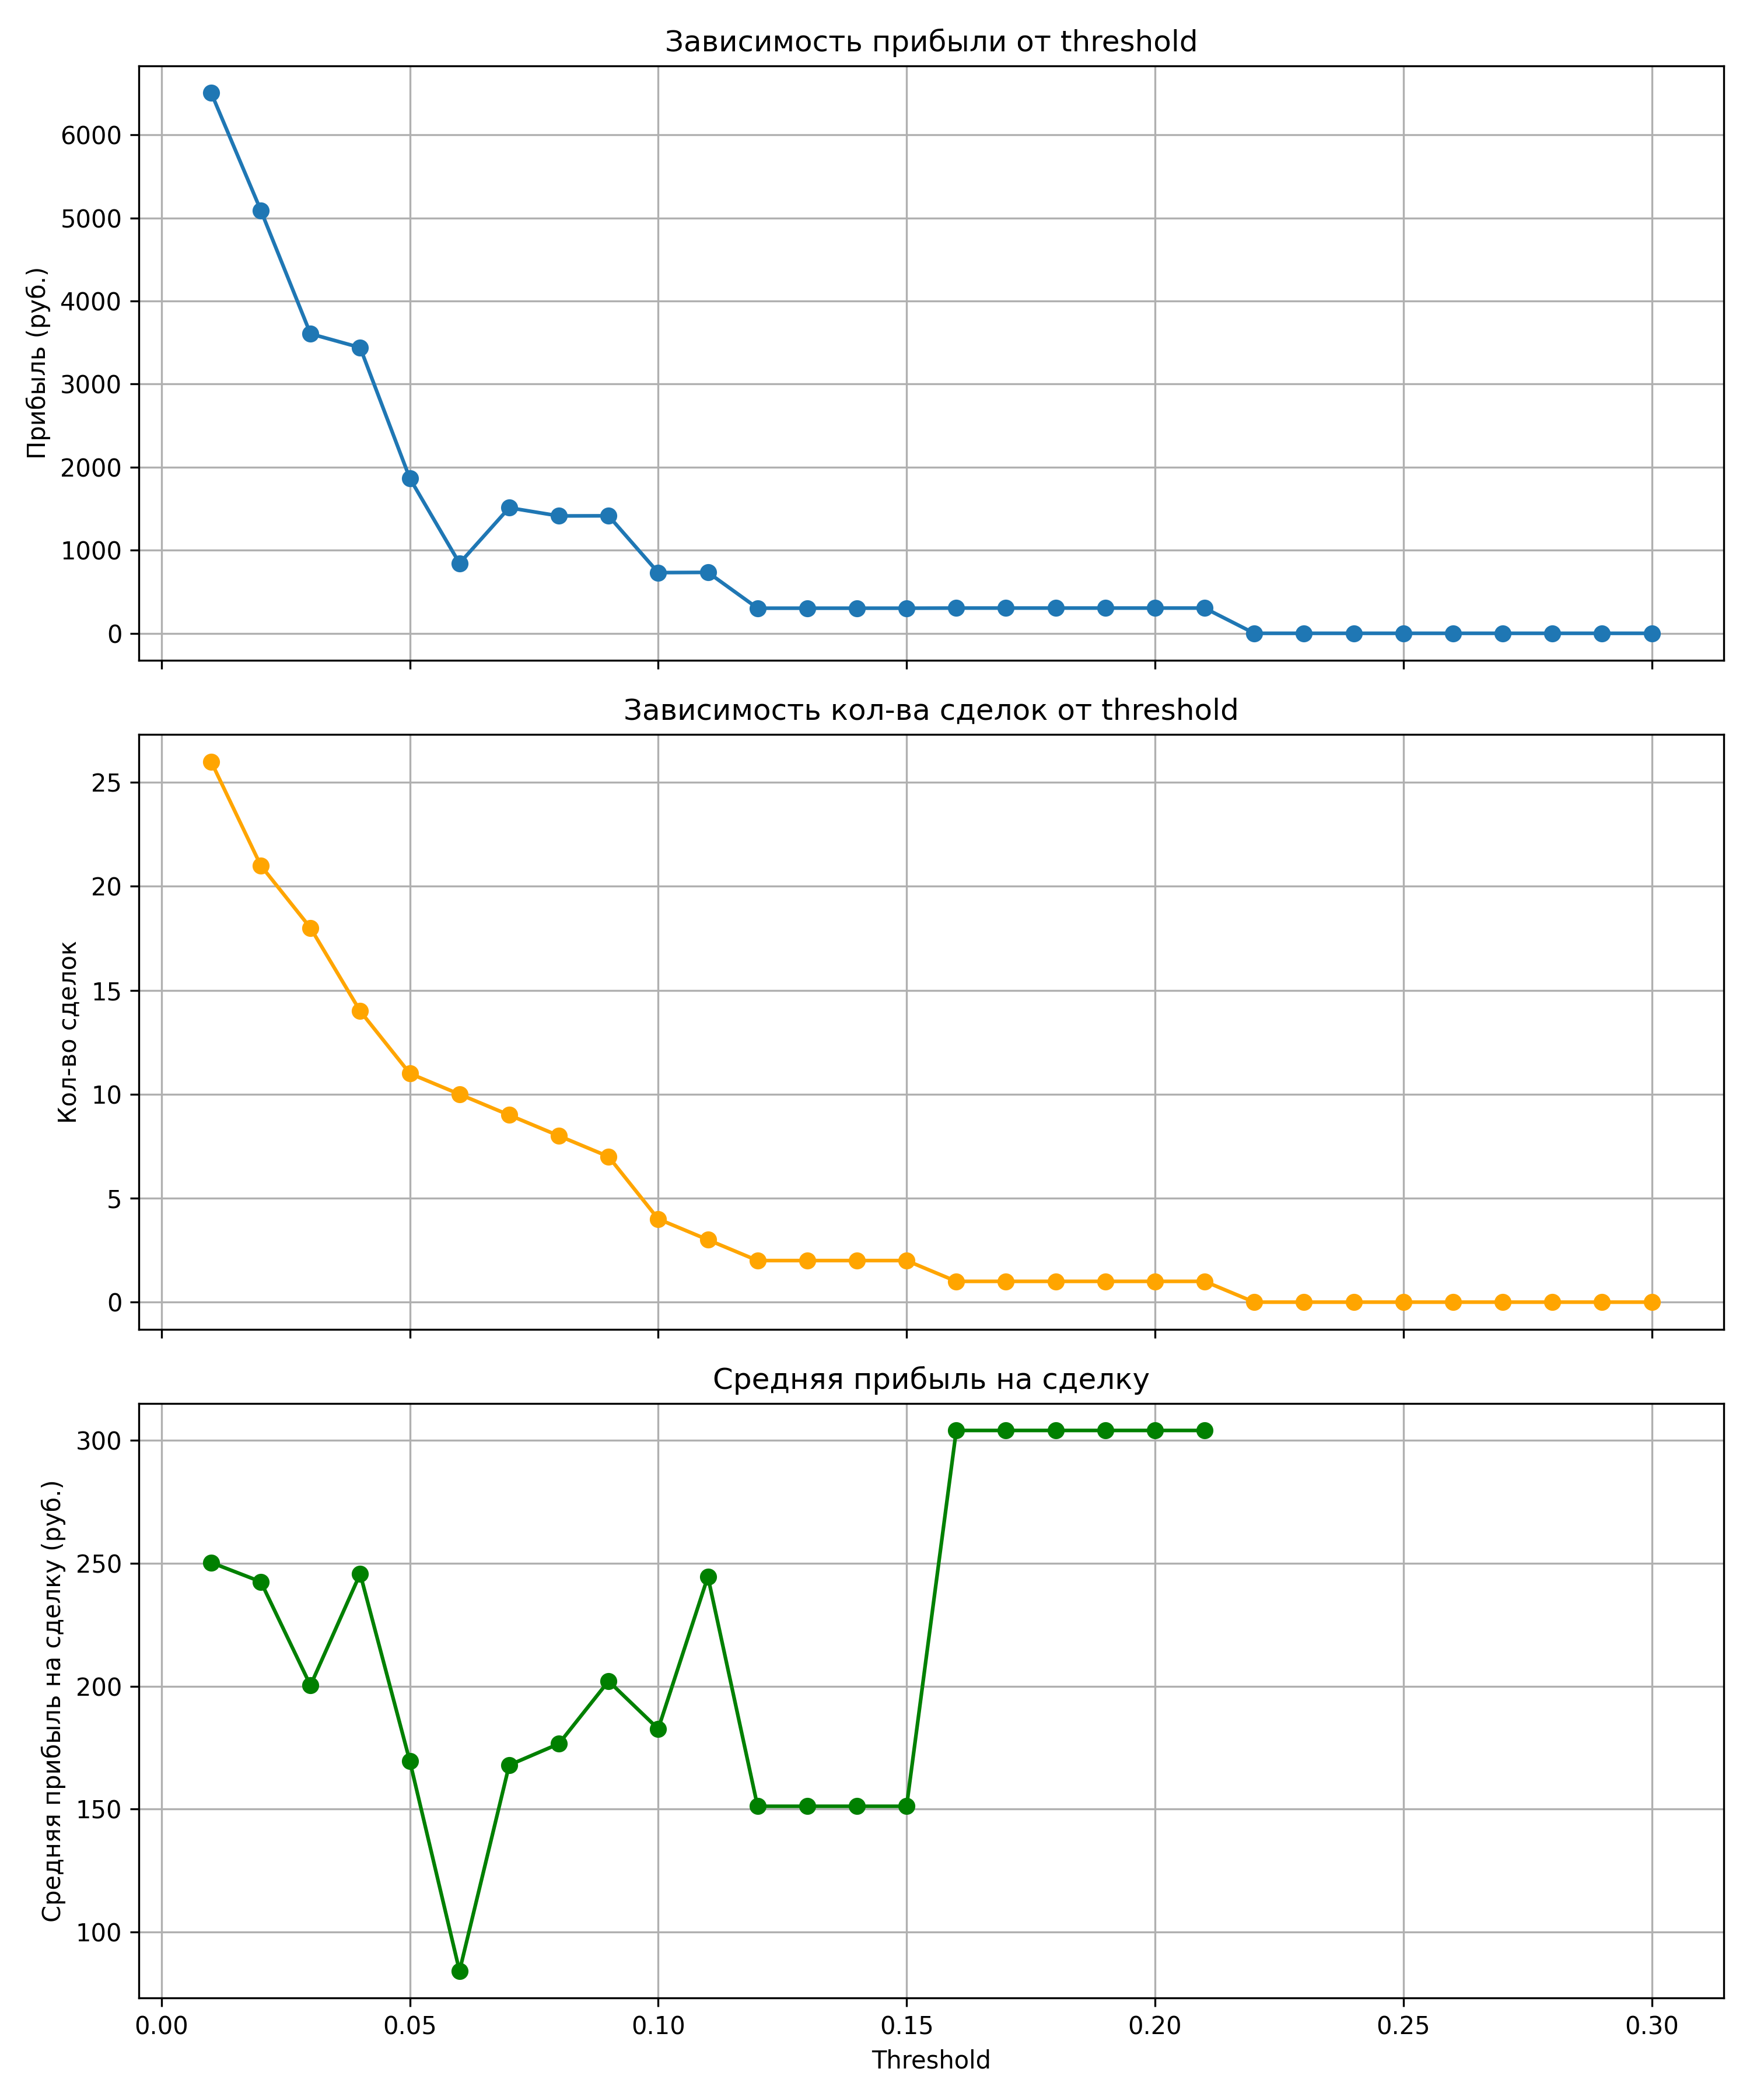 Зависимость прибыли от threshold
Прибыль (руб.)
6000
5000
4000
3000
2000
1000
0
Зависимость кол-ва сделок от threshold
Кол-во сделок
25
20
15
10
5
0
Средняя прибыль на сделку
Средняя прибыль на сделку (руб.)
300
250
200
150
100
0.00 0.05 0.10 0.15 0.20 0.25 0.30
Threshold